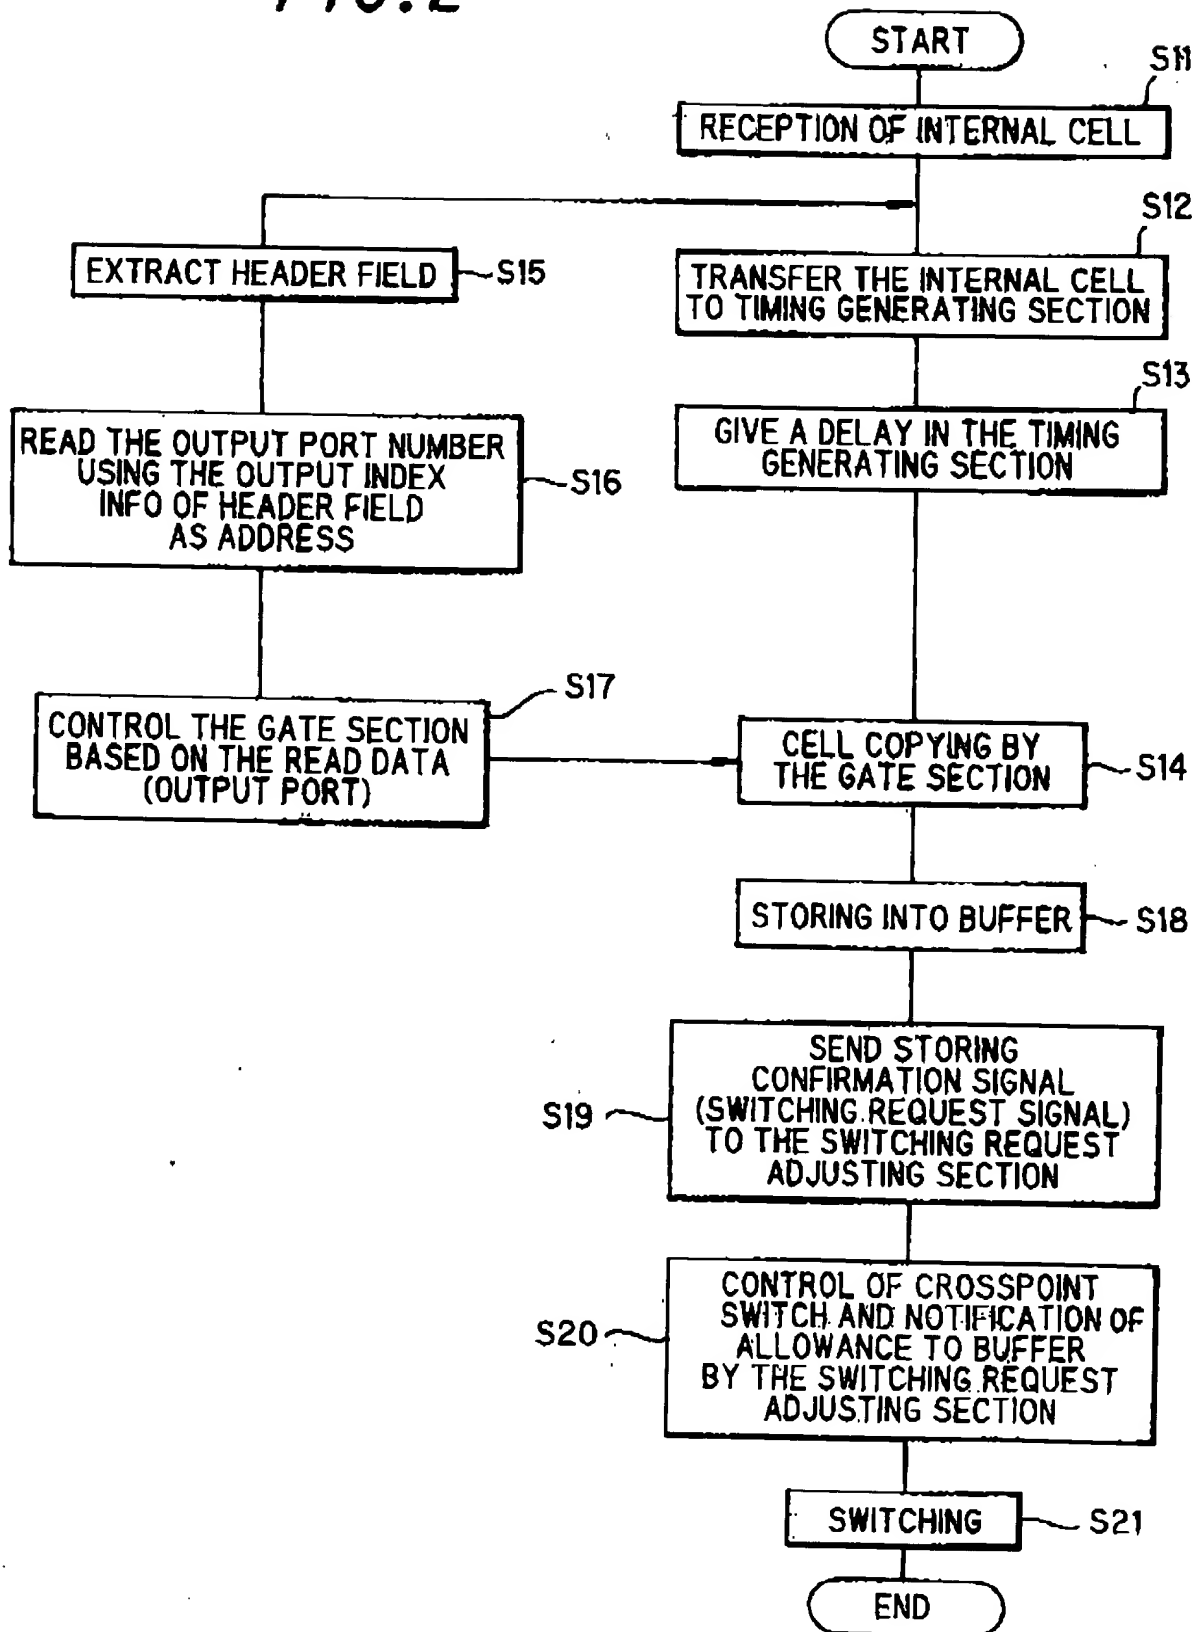 FIG.2
START
S11
RECEPTION OF INTERNAL CELL
S12
EXTRACT HEADER FIELD
S15
TRANSFER THE INTERNAL CELL
TO TIMING GENERATING SECTION
S13
READ THE OUTPUT PORT NUMBER
USING THE OUTPUT INDEX
INFO OF HEADER FIELD
AS ADDRESS
S16
GIVE A DELAY IN THE TIMING
GENERATING SECTION
S17
CONTROL THE GATE SECTION
BASED ON THE READ DATA
(OUTPUT PORT)
CELL COPYING BY
THE GATE SECTION
S14
STORING INTO BUFFER
S18
SEND STORING
CONFIRMATION SIGNAL
(SWITCHING REQUEST SIGNAL)
TO THE SWITCHING REQUEST
ADJUSTING SECTION
S19
CONTROL OF CROSSPOINT
SWITCH AND NOTIFICATION OF
ALLOWANCE TO BUFFER
BY THE SWITCHING REQUEST
ADJUSTING SECTION
S20
SWITCHING
S21
END